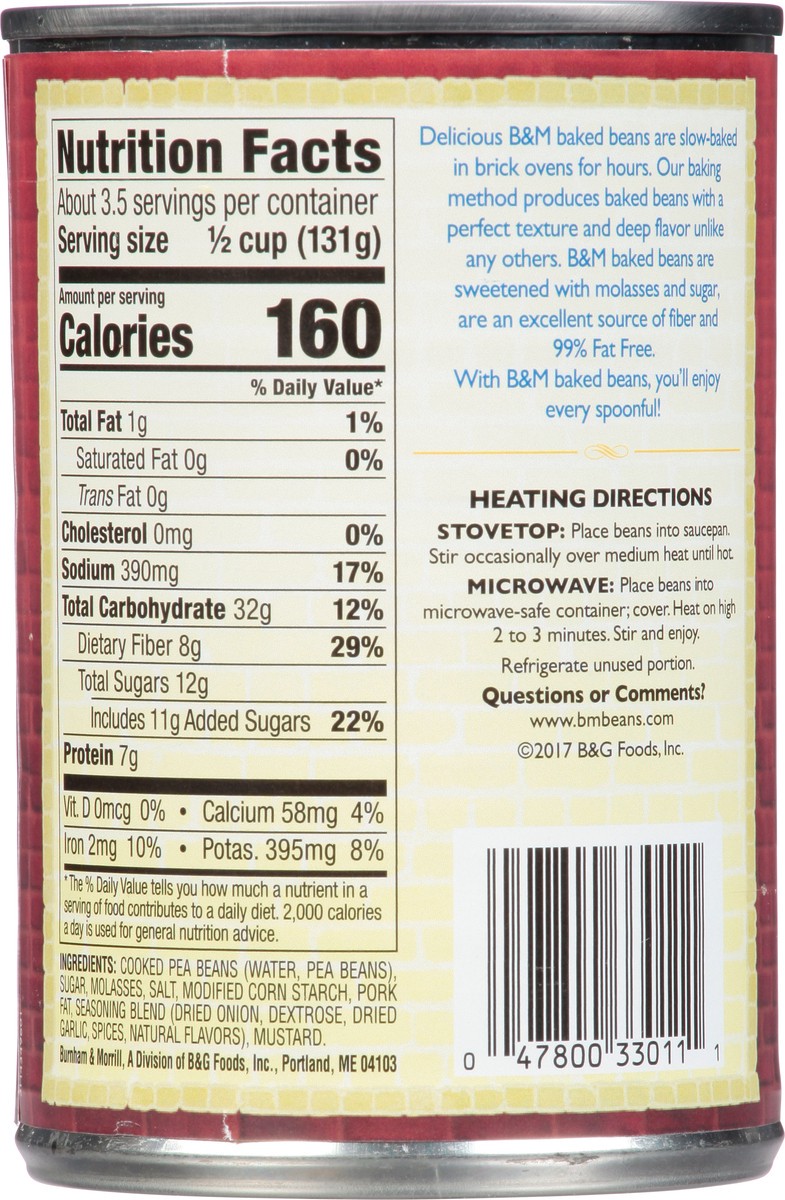 Nutrition Facts
About 3.5 servings per container
Serving size ½ cup (131g)
Amount per serving
Calories 160
% Daily Value*
Total Fat 1g 1%
Saturated Fat 0g 0%
Trans Fat 0g
Cholesterol 0mg 0%
Sodium 390mg 17%
Total Carbohydrate 32g 12%
Dietary Fiber 8g 29%
Total Sugars 12g
Includes 11g Added Sugars 22%
Protein 7g
Vit. D 0mcg 0% • Calcium 58mg 4%
Iron 2mg 10% • Potas. 395mg 8%
*The % Daily Value tells you how much a nutrient in a
serving of food contributes to a daily diet. 2,000 calories
a day is used for general nutrition advice.
INGREDIENTS: COOKED PEA BEANS (WATER, PEA BEANS),
SUGAR, MOLASSES, SALT, MODIFIED CORN STARCH, PORK
FAT, SEASONING BLEND (DRIED ONION, DEXTROSE, DRIED
GARLIC, SPICES, NATURAL FLAVORS), MUSTARD.
Burnham & Morrill, A Division of B&G Foods, Inc., Portland, ME 04103
Delicious B&M baked beans are slow-baked
in brick ovens for hours. Our baking
method produces baked beans with a
perfect texture and deep flavor unlike
any others. B&M baked beans are
sweetened with molasses and sugar,
are an excellent source of fiber and
99% Fat Free.
With B&M baked beans, you'll enjoy
every spoonful!
HEATING DIRECTIONS
STOVETOP: Place beans into saucepan.
Stir occasionally over medium heat until hot.
MICROWAVE: Place beans into
microwave-safe container; cover. Heat on high
2 to 3 minutes. Stir and enjoy.
Refrigerate unused portion.
Questions or Comments?
www.bmbeans.com
©2017 B&G Foods, Inc.
0 47800 33011 1